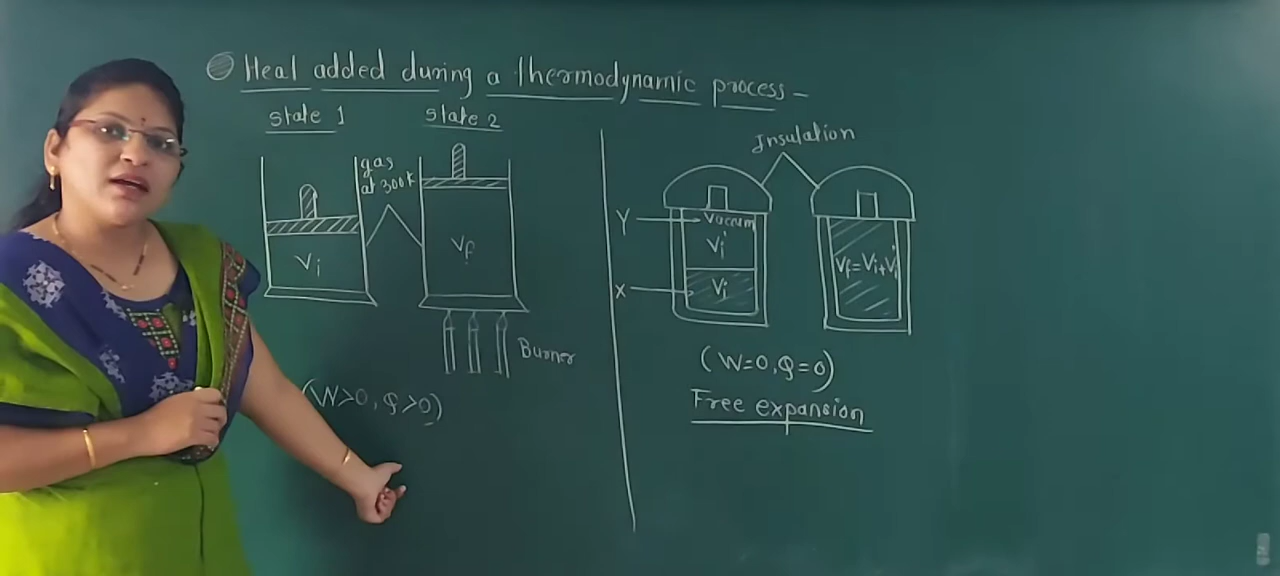 Heat added during a thermodynamic process -
State 1
State 2
gas
at 300K
Vi
Vf
Burner
(W>0, Q>0)
Insulation
Y
Vaccum
Vi'
X
Vi
Vf=Vi+Vi'
(W=0, Q=0)
Free expansion